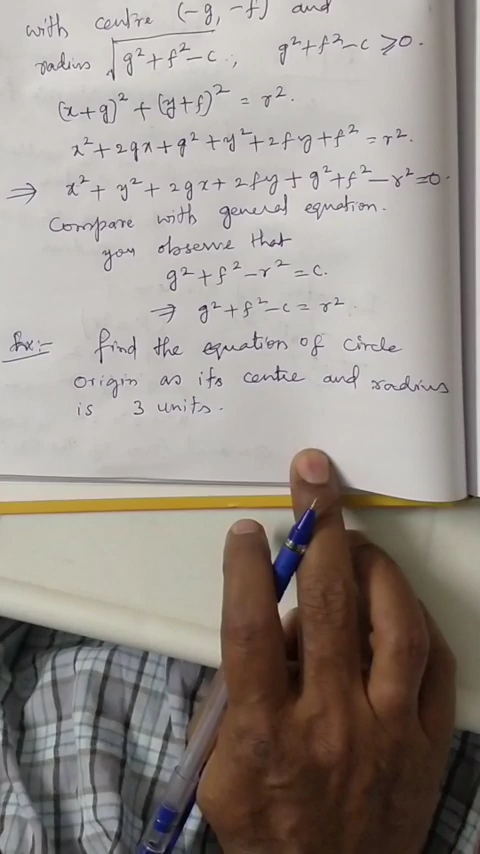 with centre (-g, -f) and
radius √g²+f²-c., g²+f²-c ≥0.
(x+g)² + (y+f)² = r².
x²+2gx+g²+y²+2fy+f² = r².
⇒ x²+y²+2gx+2fy+g²+f²-r²=0.
Compare with general equation.
you observe that
g²+f²-r² = c.
⇒ g²+f²-c = r².
Ex:- find the equation of circle
origin as its centre and radius
is 3 units.